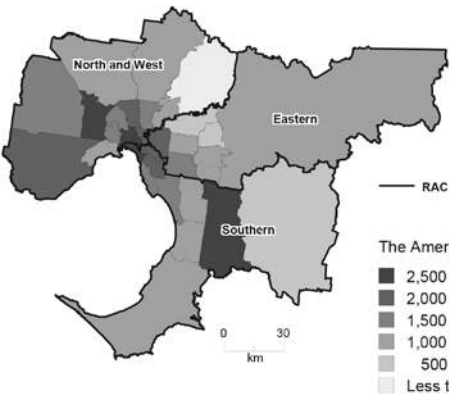 North and West
Eastern
Southern
0 30
km
RAC
The Amer
2,500
2,000
1,500
1,000
500
Less t